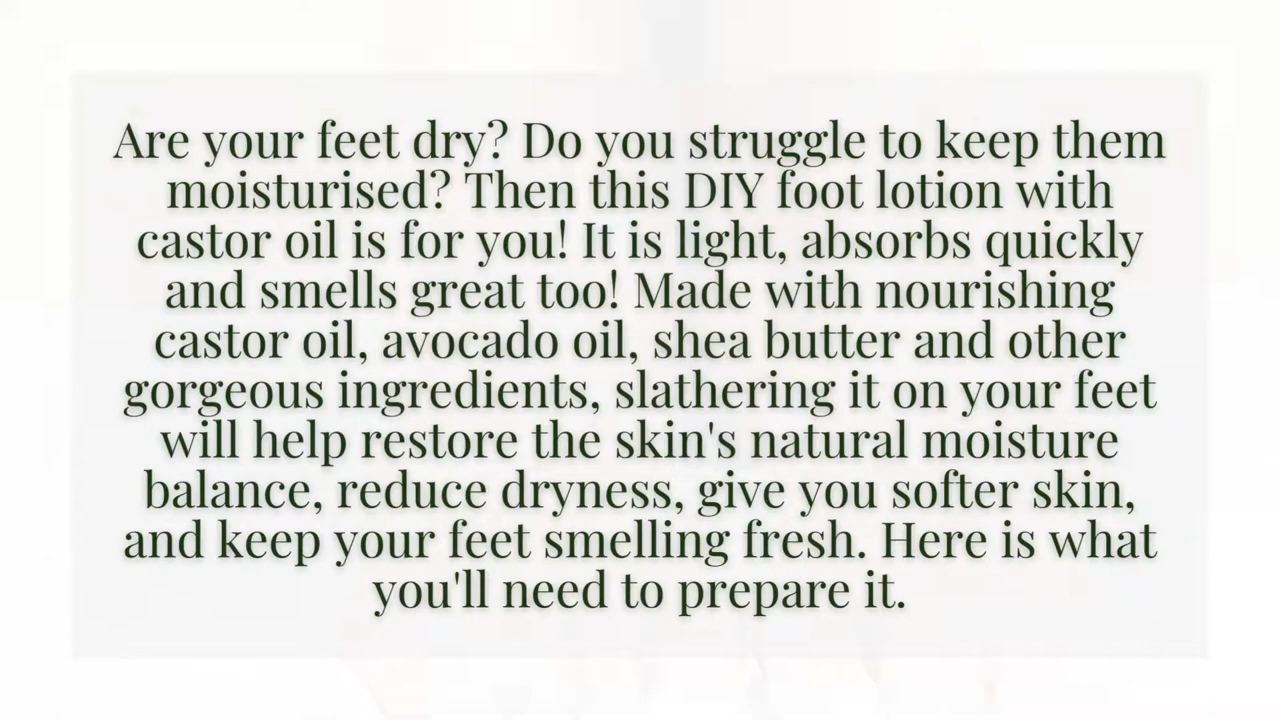 Are your feet dry? Do you struggle to keep them
moisturised? Then this DIY foot lotion with
castor oil is for you! It is light, absorbs quickly
and smells great too! Made with nourishing
castor oil, avocado oil, shea butter and other
gorgeous ingredients, slathering it on your feet
will help restore the skin's natural moisture
balance, reduce dryness, give you softer skin,
and keep your feet smelling fresh. Here is what
you'll need to prepare it.